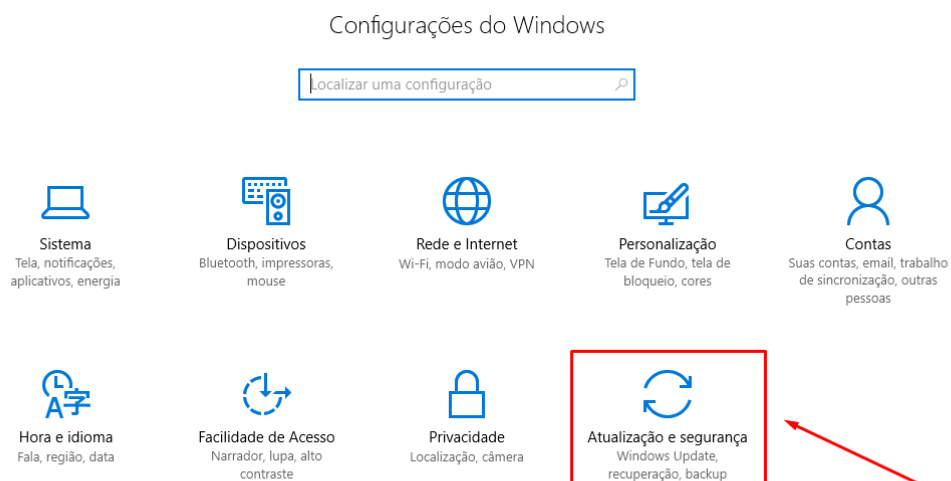 Configurações do Windows
Localizar uma configuração
Sistema
Tela, notificações,
aplicativos, energia
Dispositivos
Bluetooth, impressoras,
mouse
Rede e Internet
Wi-Fi, modo avião, VPN
Personalização
Tela de Fundo, tela de
bloqueio, cores
Contas
Suas contas, email, trabalho
de sincronização, outras
pessoas
A字
Hora e idioma
Fala, região, data
Facilidade de Acesso
Narrador, lupa, alto
contraste
Privacidade
Localização, câmera
Atualização e segurança
Windows Update,
recuperação, backup